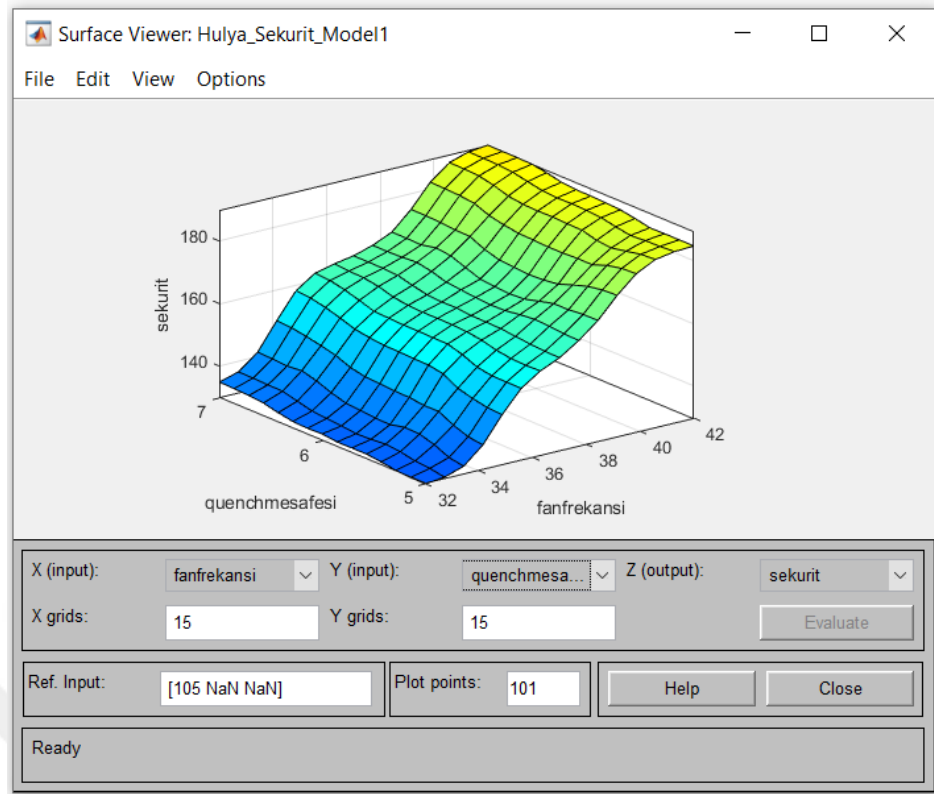 Surface Viewer: Hulya_Sekurit_Model1
File Edit View Options
180
160
140
sekurit
7
6
5
quenchmesafesi
32
34
36
38
40
42
fanfrekansi
X (input): fanfrekansi Y (input): quenchmesa... Z (output): sekurit
X grids: 15 Y grids: 15 Evaluate
Ref. Input: [105 NaN NaN] Plot points: 101 Help Close
Ready